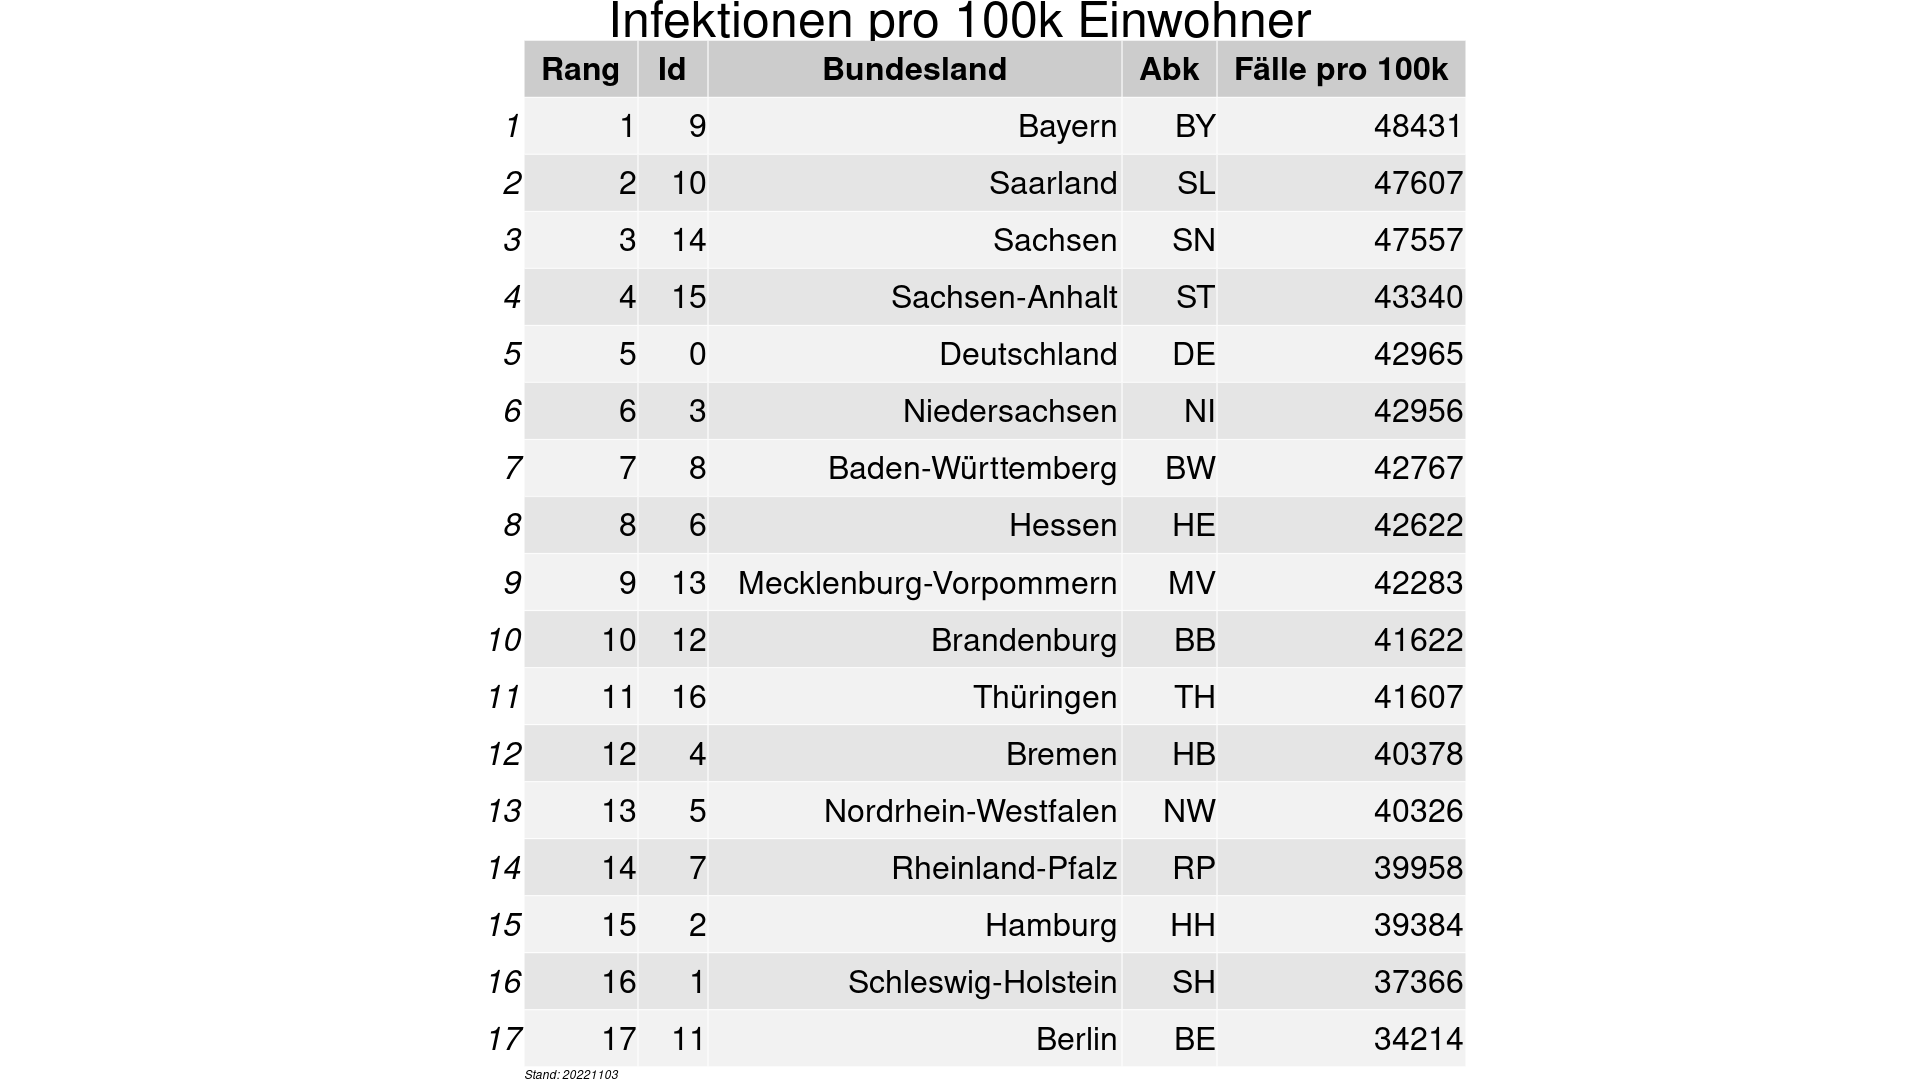 Infektionen pro 100k Einwohner
Rang Id Bundesland Abk Fälle pro 100k
1 1 9 Bayern BY 48431
2 2 10 Saarland SL 47607
3 3 14 Sachsen SN 47557
4 4 15 Sachsen-Anhalt ST 43340
5 5 0 Deutschland DE 42965
6 6 3 Niedersachsen NI 42956
7 7 8 Baden-Württemberg BW 42767
8 8 6 Hessen HE 42622
9 9 13 Mecklenburg-Vorpommern MV 42283
10 10 12 Brandenburg BB 41622
11 11 16 Thüringen TH 41607
12 12 4 Bremen HB 40378
13 13 5 Nordrhein-Westfalen NW 40326
14 14 7 Rheinland-Pfalz RP 39958
15 15 2 Hamburg HH 39384
16 16 1 Schleswig-Holstein SH 37366
17 17 11 Berlin BE 34214
Stand: 20221103